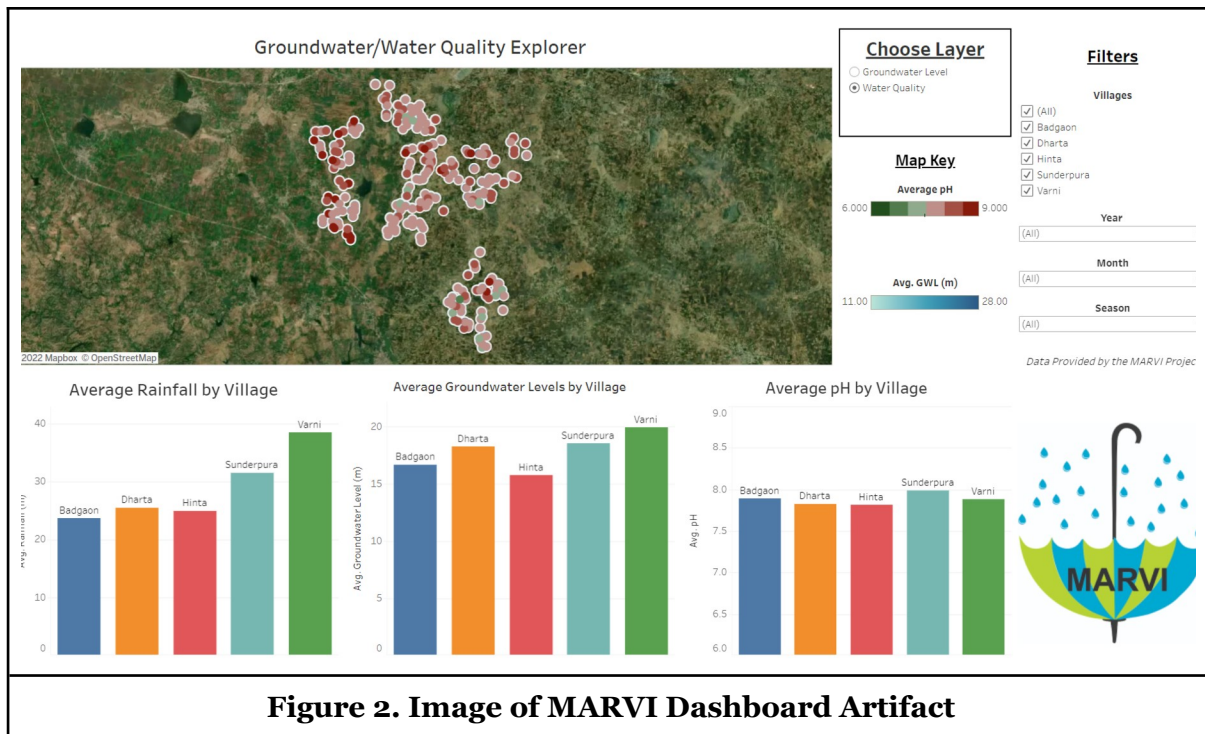 Groundwater/Water Quality Explorer
Choose Layer
Groundwater Level
Water Quality
Filters
Villages
(All)
Badgaon
Dharta
Hinta
Sunderpura
Varni
Map Key
Average pH
6.000
9.000
Year
(All)
Month
(All)
Avg. GWL (m)
11.00
28.00
Season
(All)
2022 Mapbox © OpenStreetMap
Data Provided by the MARVI Projec
Average Rainfall by Village
40
30
20
10
0
Avg. Rainfall (m)
Badgaon
Dharta
Hinta
Sunderpura
Varni
Average Groundwater Levels by Village
20
15
10
5
0
Avg. Groundwater Level (m)
Badgaon
Dharta
Hinta
Sunderpura
Varni
Average pH by Village
9.0
8.5
8.0
7.5
7.0
6.5
6.0
Avg. pH
Badgaon
Dharta
Hinta
Sunderpura
Varni
MARVI
Figure 2. Image of MARVI Dashboard Artifact